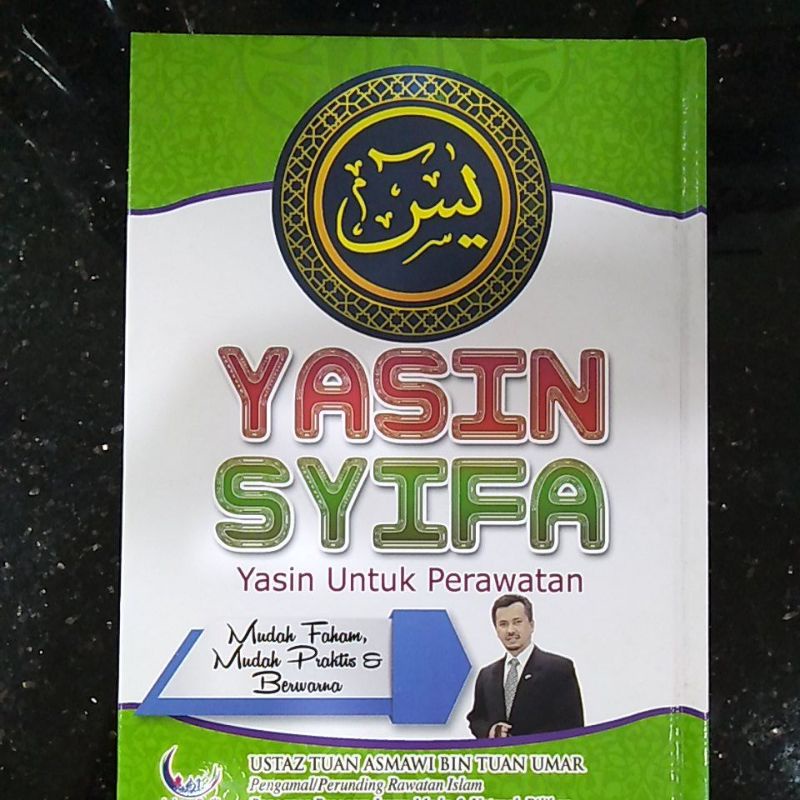 يس
YASIN
SYIFA
Yasin Untuk Perawatan
Mudah Faham,
Mudah Praktis &
Berwarna
USTAZ TUAN ASMAWI BIN TUAN UMAR
Pengamal/Perunding Rawatan Islam